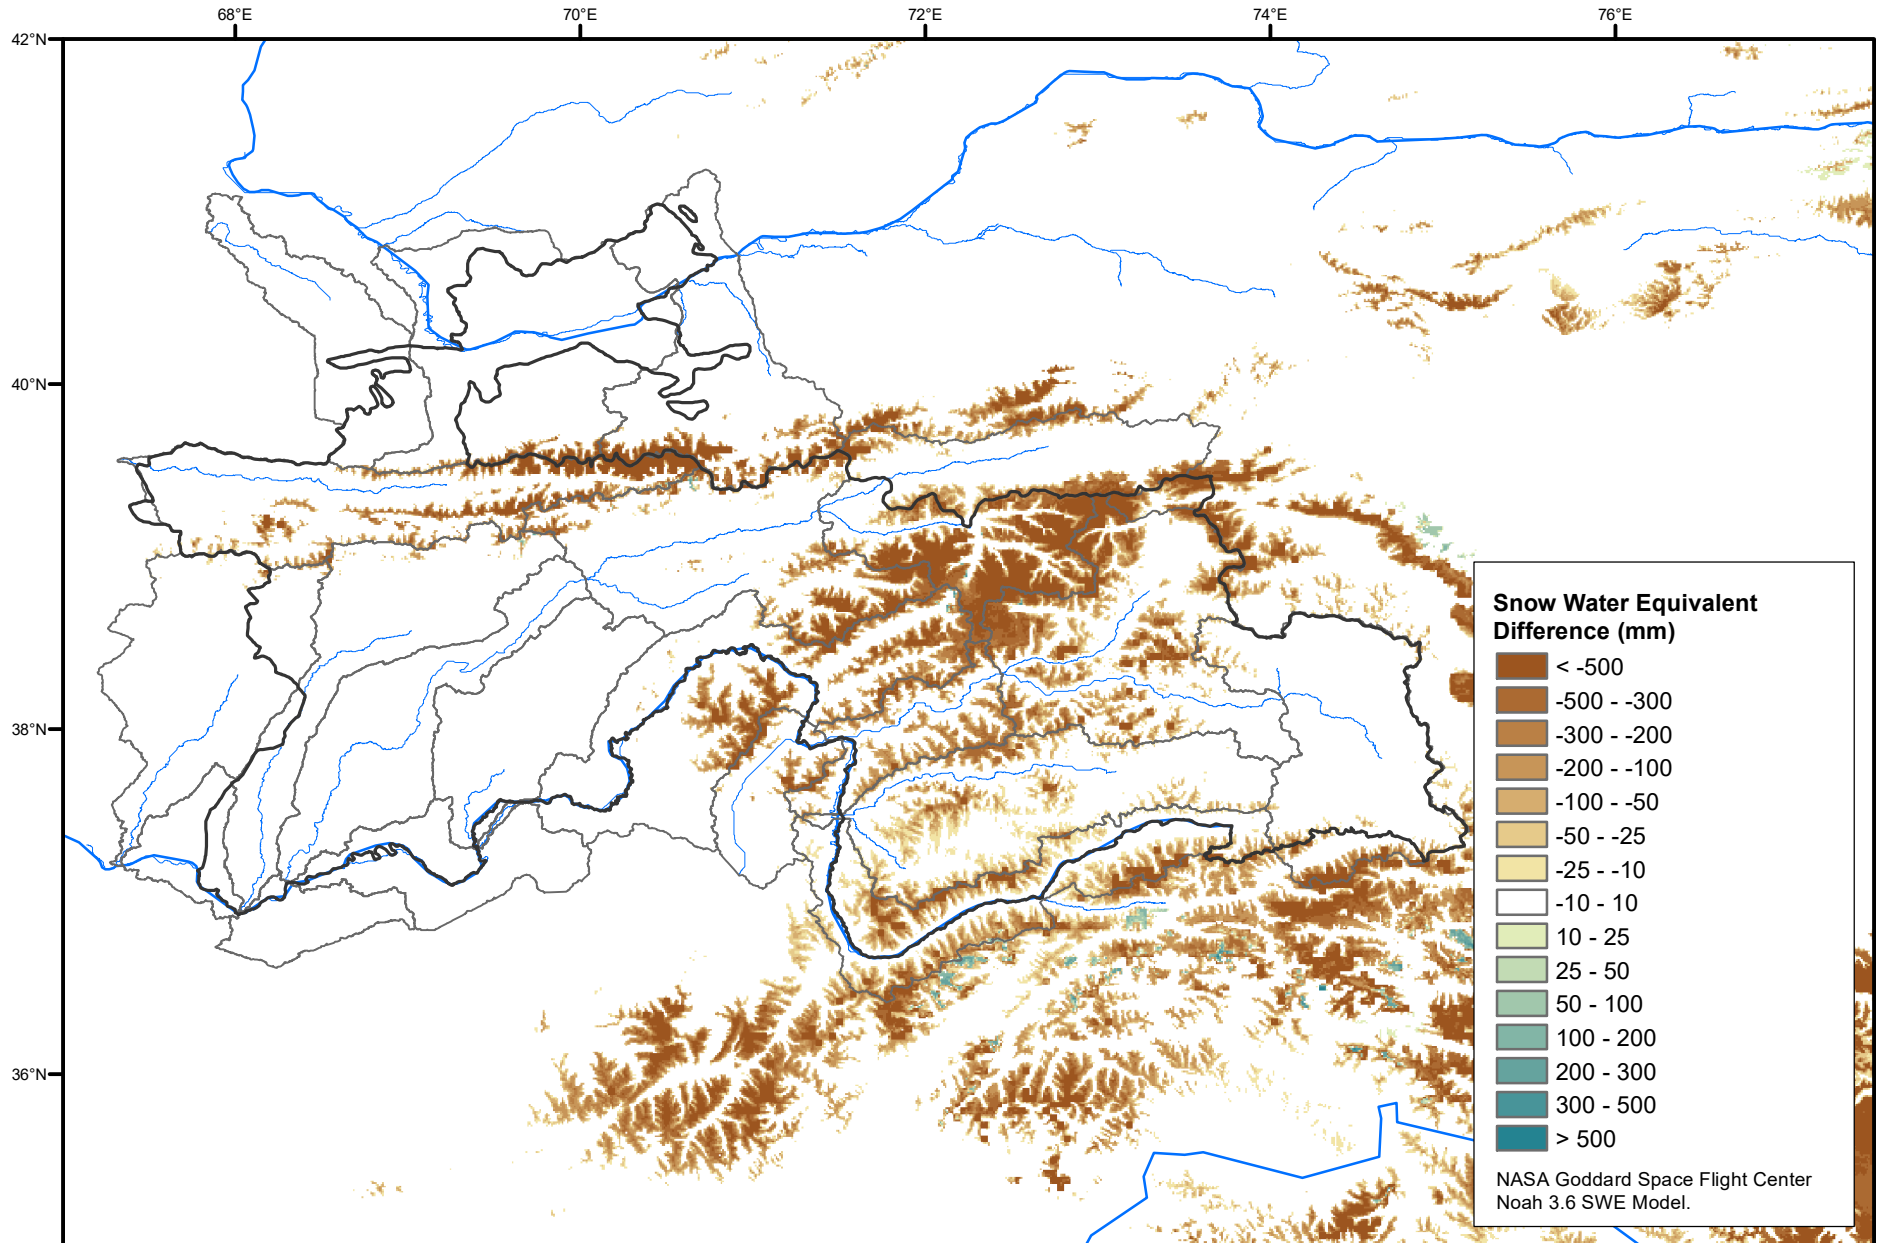 68°E
70°E
72°E
74°E
76°E
42°N
40°N
38°N
36°N
Snow Water Equivalent
Difference (mm)
< -500
-500 - -300
-300 - -200
-200 - -100
-100 - -50
-50 - -25
-25 - -10
-10 - 10
10 - 25
25 - 50
50 - 100
100 - 200
200 - 300
300 - 500
> 500
NASA Goddard Space Flight Center
Noah 3.6 SWE Model.